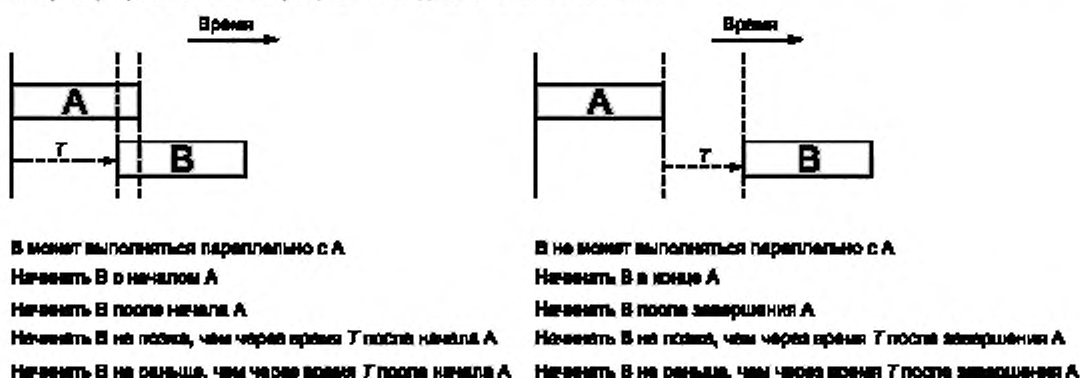 Время
A
T
B
В может выполняться параллельно с А
Начинать В с началом А
Начинать В после начала А
Начинать В не позже, чем через время T после начала А
Начинать В не раньше, чем через время T после начала А
Время
A
T
B
В не может выполняться параллельно с А
Начинать В в конце А
Начинать В после завершения А
Начинать В не позже, чем через время T после завершения А
Начинать В не раньше, чем через время T после завершения А